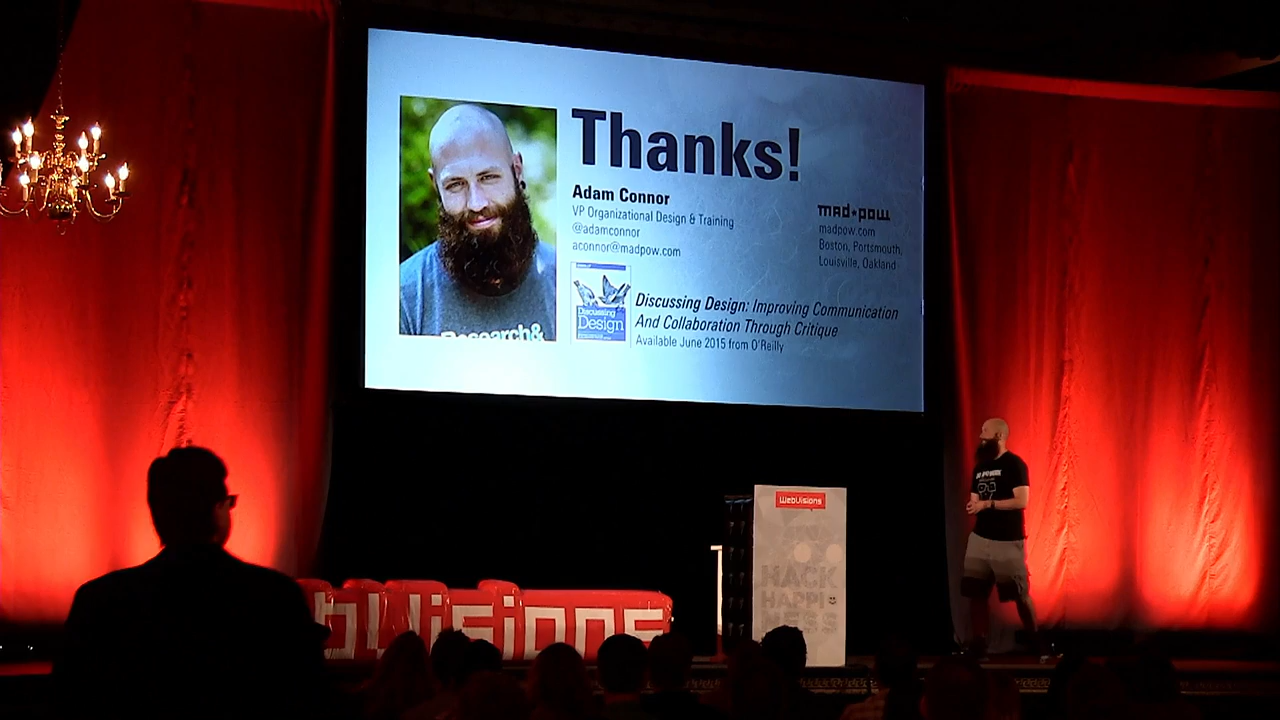 Thanks!
Adam Connor
VP Organizational Design & Training
@adamconnor
aconnor@madpow.com
mad*pow
madpow.com
Boston, Portsmouth,
Louisville, Oakland
Research&
Discussing
Design
Discussing Design: Improving Communication
And Collaboration Through Critique
Available June 2015 from O'Reilly
WebVisions
HACK
HAPPI
NESS
bVisions